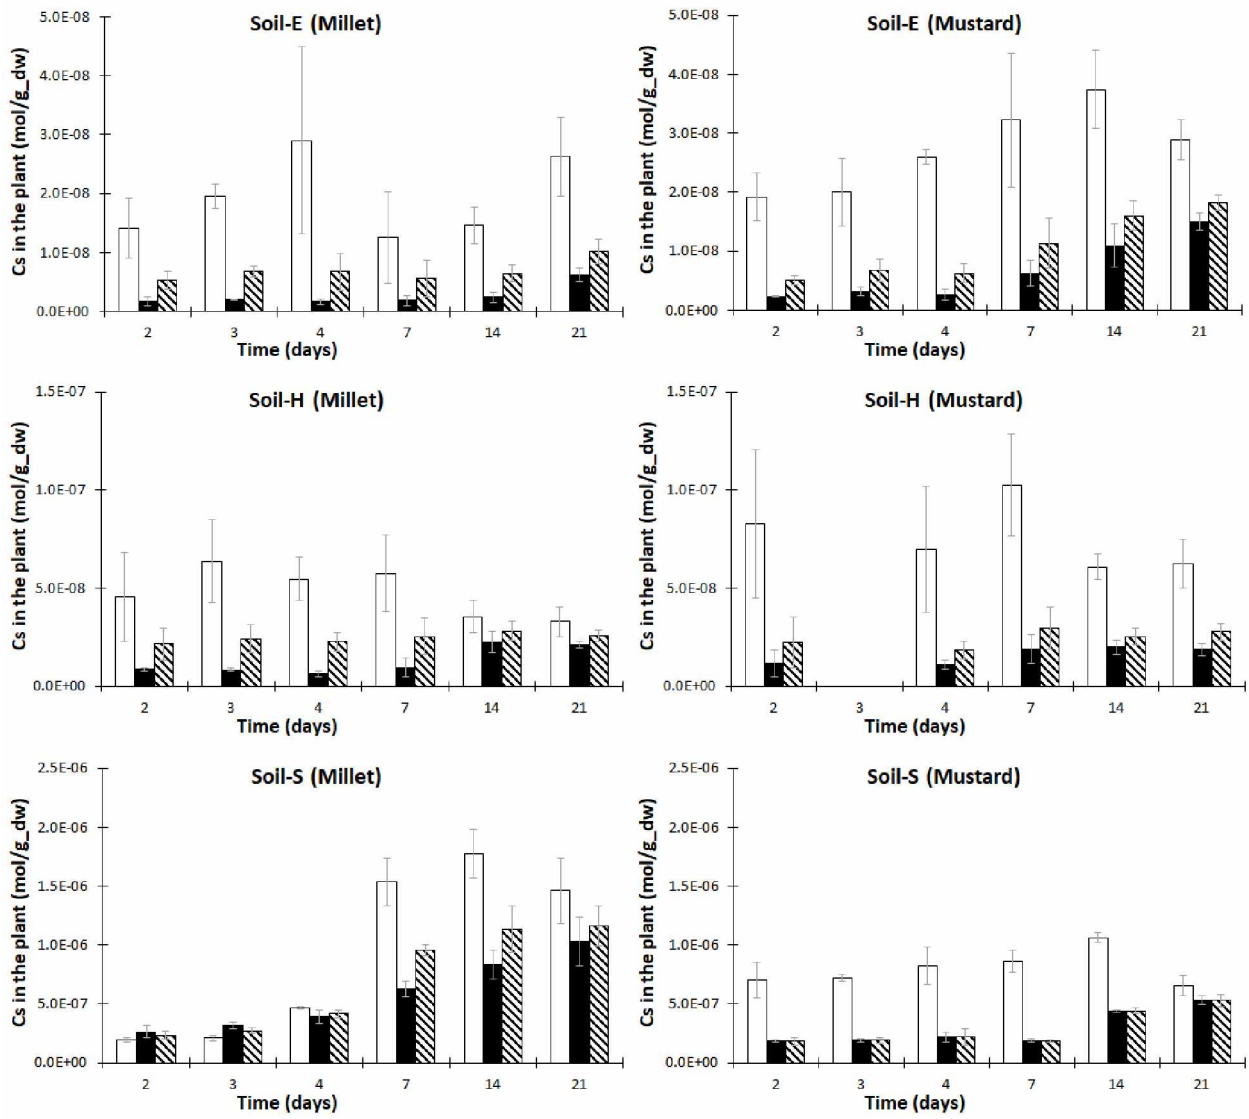 Soil-E (Millet)
Cs in the plant (mol/g_dw)
5.0E-08
4.0E-08
3.0E-08
2.0E-08
1.0E-08
0.0E+00
2 3 4 7 14 21
Time (days)
Soil-E (Mustard)
Cs in the plant (mol/g_dw)
5.0E-08
4.0E-08
3.0E-08
2.0E-08
1.0E-08
0.0E+00
2 3 4 7 14 21
Time (days)
Soil-H (Millet)
Cs in the plant (mol/g_dw)
1.5E-07
1.0E-07
5.0E-08
0.0E+00
2 3 4 7 14 21
Time (days)
Soil-H (Mustard)
Cs in the plant (mol/g_dw)
1.5E-07
1.0E-07
5.0E-08
0.0E+00
2 3 4 7 14 21
Time (days)
Soil-S (Millet)
Cs in the plant (mol/g_dw)
2.5E-06
2.0E-06
1.5E-06
1.0E-06
5.0E-07
0.0E+00
2 3 4 7 14 21
Time (days)
Soil-S (Mustard)
Cs in the plant (mol/g_dw)
2.5E-06
2.0E-06
1.5E-06
1.0E-06
5.0E-07
0.0E+00
2 3 4 7 14 21
Time (days)